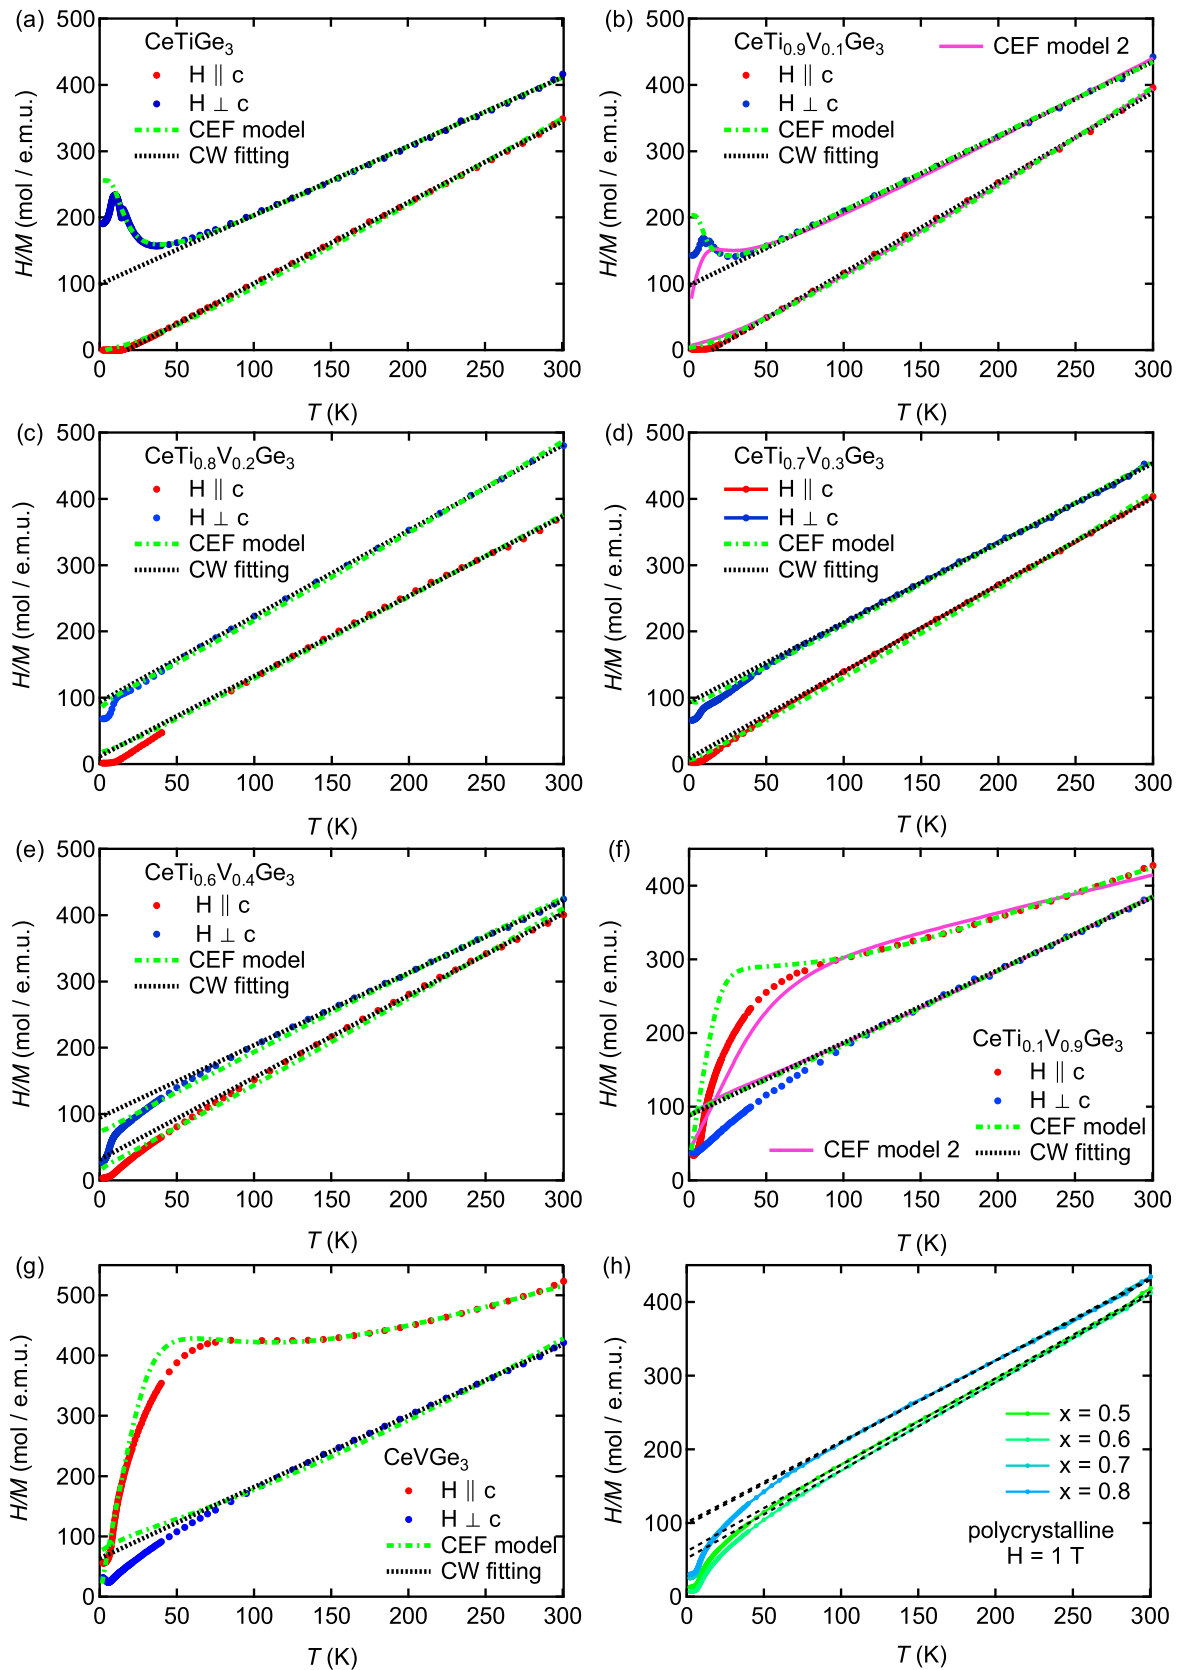 (a)
CeTiGe3
H ∥ c
H ⊥ c
CEF model
CW fitting
H/M (mol / e.m.u.)
500
400
300
200
100
0
0 50 100 150 200 250 300
T (K)
(b)
CeTi0.9V0.1Ge3
CEF model 2
H ∥ c
H ⊥ c
CEF model
CW fitting
H/M (mol / e.m.u.)
500
400
300
200
100
0
0 50 100 150 200 250 300
T (K)
(c)
CeTi0.8V0.2Ge3
H ∥ c
H ⊥ c
CEF model
CW fitting
H/M (mol / e.m.u.)
500
400
300
200
100
0
0 50 100 150 200 250 300
T (K)
(d)
CeTi0.7V0.3Ge3
H ∥ c
H ⊥ c
CEF model
CW fitting
H/M (mol / e.m.u.)
500
400
300
200
100
0
0 50 100 150 200 250 300
T (K)
(e)
CeTi0.6V0.4Ge3
H ∥ c
H ⊥ c
CEF model
CW fitting
H/M (mol / e.m.u.)
500
400
300
200
100
0
0 50 100 150 200 250 300
T (K)
(f)
CeTi0.1V0.9Ge3
H ∥ c
H ⊥ c
CEF model
CEF model 2
CW fitting
H/M (mol / e.m.u.)
400
300
200
100
0
0 50 100 150 200 250 300
T (K)
(g)
CeVGe3
H ∥ c
H ⊥ c
CEF model
CW fitting
H/M (mol / e.m.u.)
500
400
300
200
100
0
0 50 100 150 200 250 300
T (K)
(h)
x = 0.5
x = 0.6
x = 0.7
x = 0.8
polycrystalline
H = 1 T
H/M (mol / e.m.u.)
400
300
200
100
0
0 50 100 150 200 250 300
T (K)